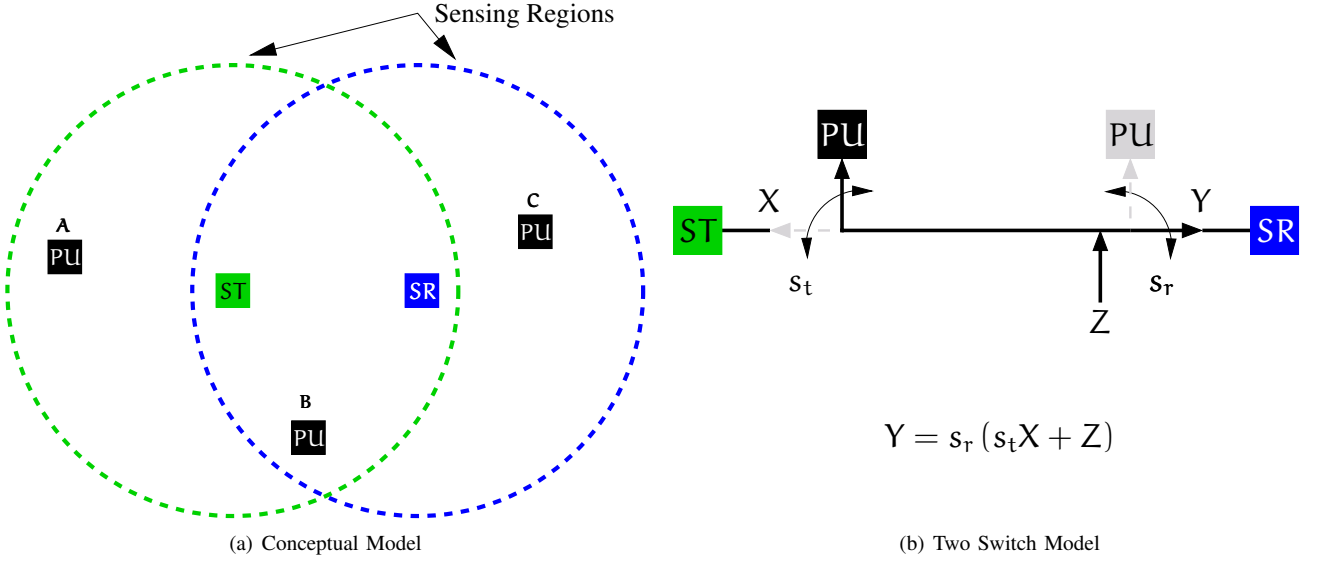 Sensing Regions
A
PU
C
PU
ST
SR
B
PU
(a) Conceptual Model
PU
PU
ST
X
Y
SR
s_t
s_r
Z
Y = s_r (s_t X + Z)
(b) Two Switch Model